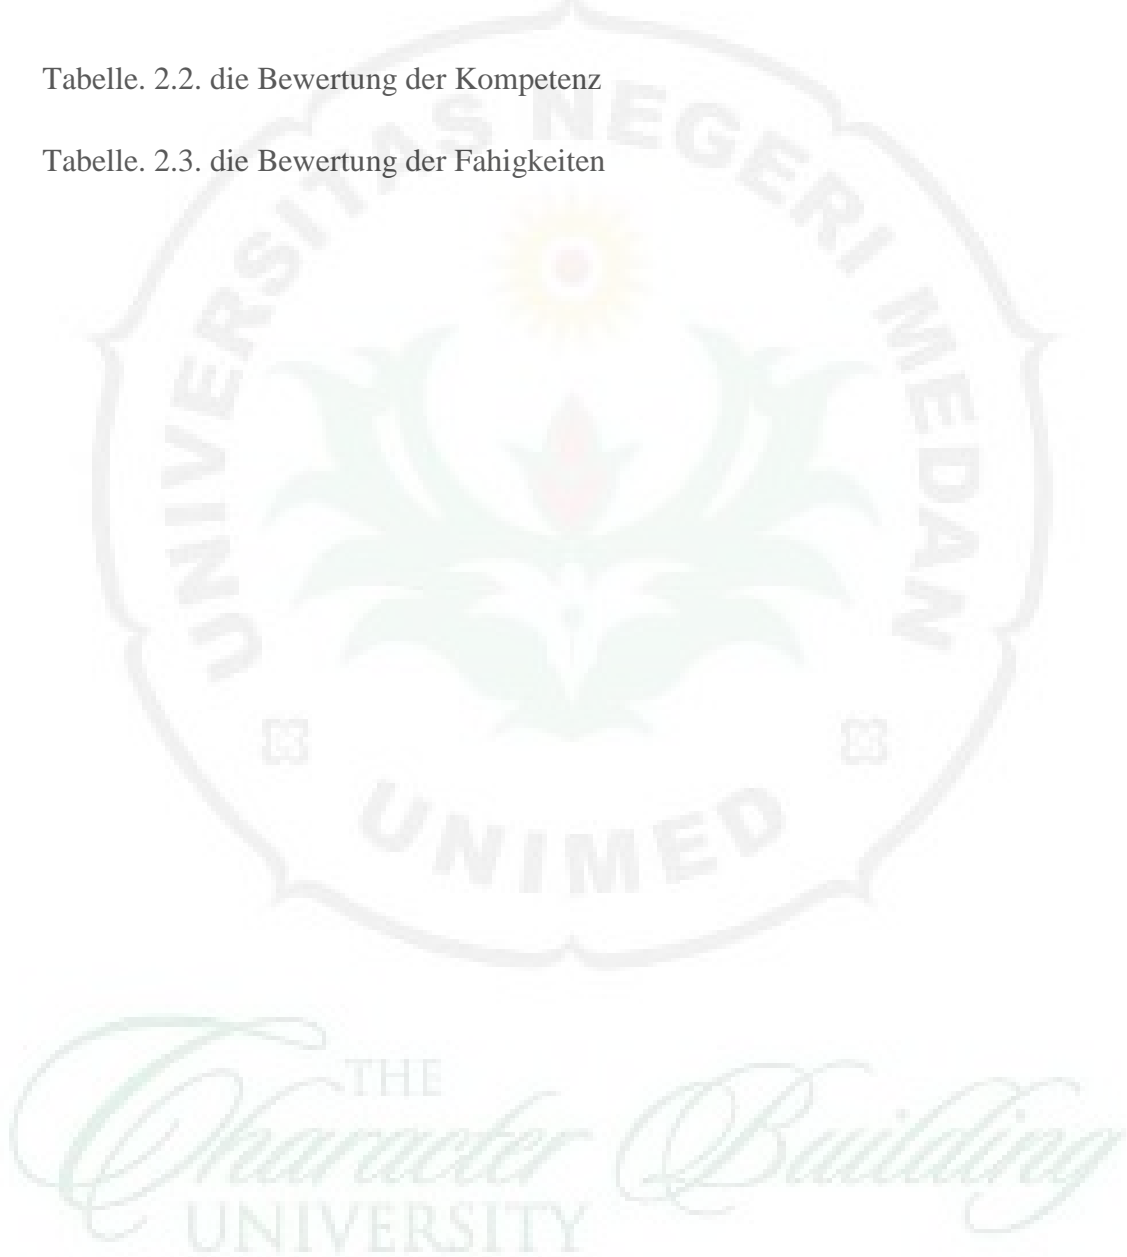 Tabelle. 2.2. die Bewertung der Kompetenz
Tabelle. 2.3. die Bewertung der Fahigkeiten
UNIVERSITAS NEGERI MEDAN
UNIMED
THE
Character Building
UNIVERSITY